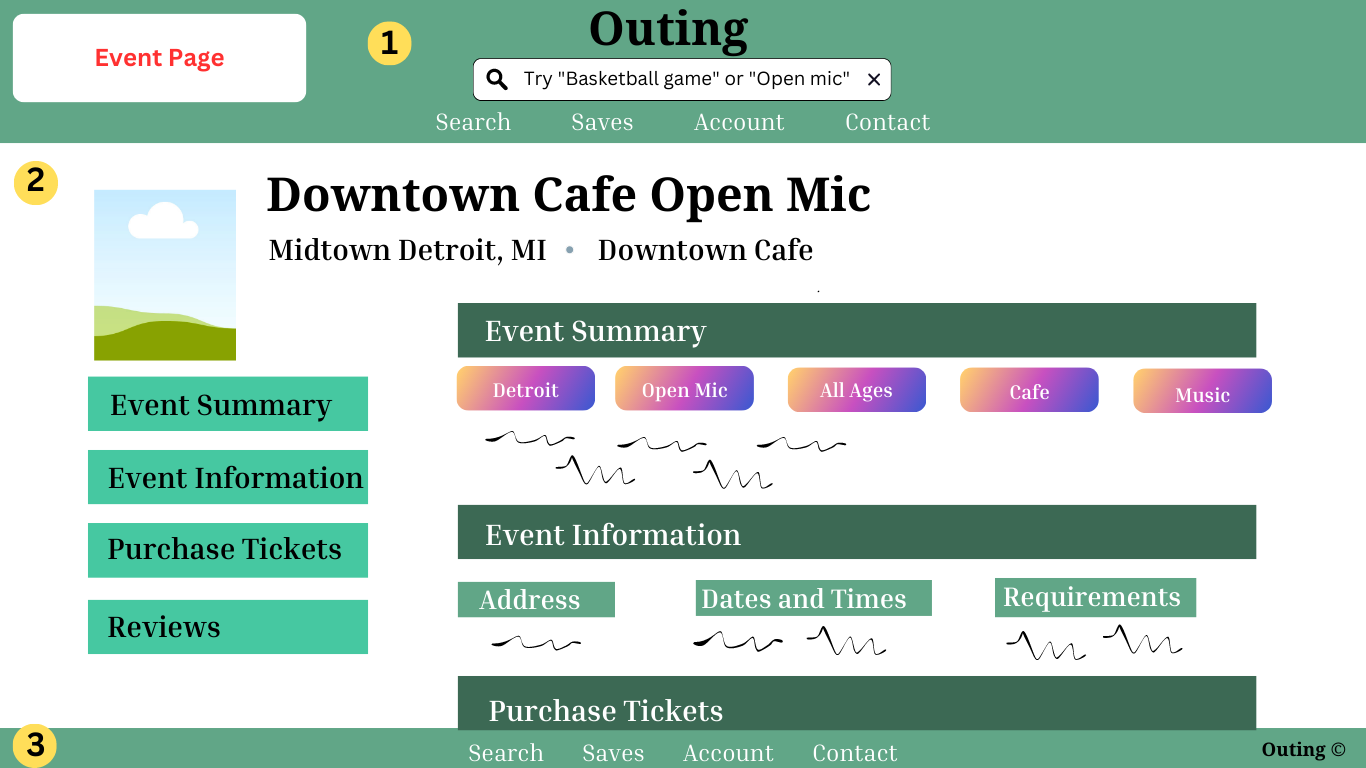 Event Page
1
Outing
Try "Basketball game" or "Open mic" ×
Search Saves Account Contact
2
Downtown Cafe Open Mic
Midtown Detroit, MI • Downtown Cafe
Event Summary
Event Information
Purchase Tickets
Reviews
Event Summary
Detroit Open Mic All Ages Cafe Music
Event Information
Address Dates and Times Requirements
Purchase Tickets
3
Search Saves Account Contact
Outing ©